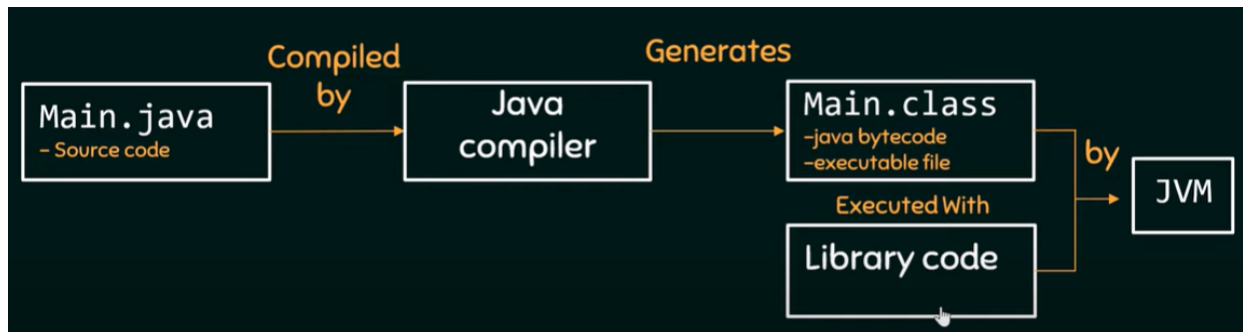 Main.java
- Source code
Compiled
by
Java
compiler
Generates
Main.class
-java bytecode
-executable file
Executed With
Library code
by
JVM